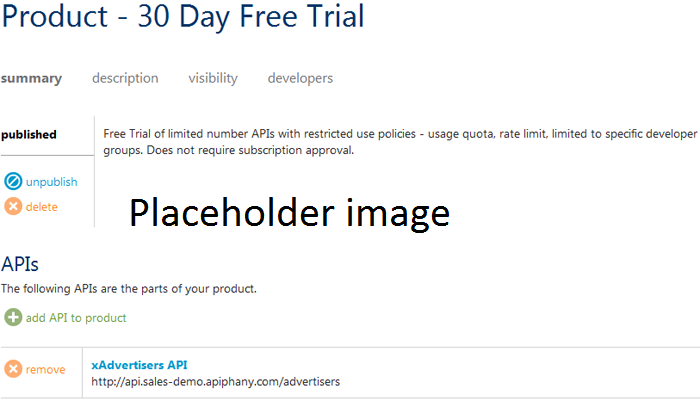 Product - 30 Day Free Trial
summary description visibility developers
published
Free Trial of limited number APIs with restricted use policies - usage quota, rate limit, limited to specific developer
groups. Does not require subscription approval.
unpublish
delete
Placeholder image
APIs
The following APIs are the parts of your product.
add API to product
remove
xAdvertisers API
http://api.sales-demo.apiphany.com/advertisers